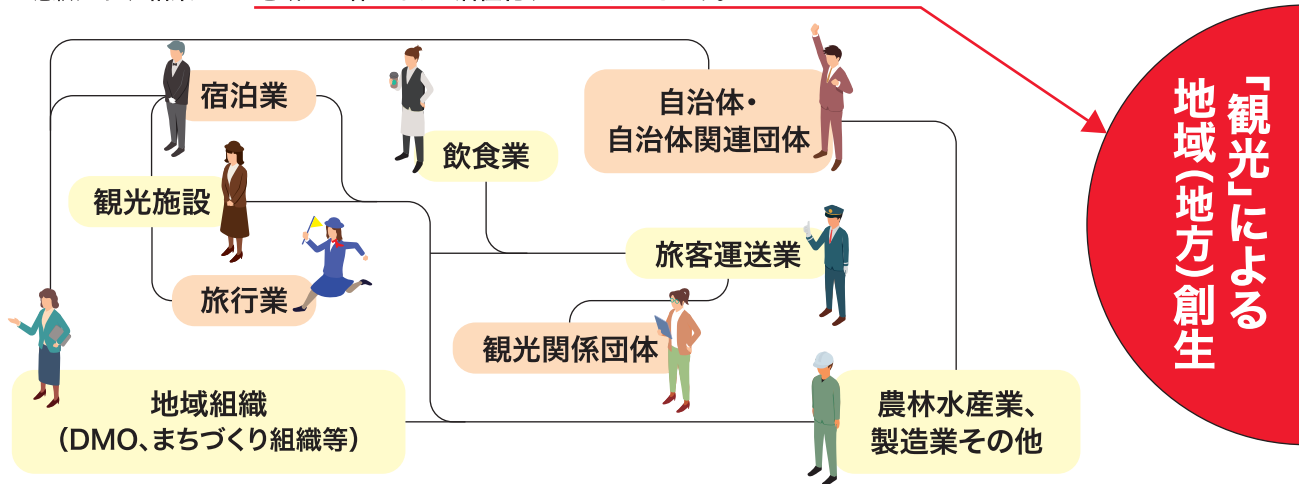 宿泊業
飲食業
自治体・
自治体関連団体
観光施設
旅客運送業
旅行業
観光関係団体
地域組織
（DMO、まちづくり組織等）
農林水産業、
製造業その他
「観光」による
地域（地方）創生